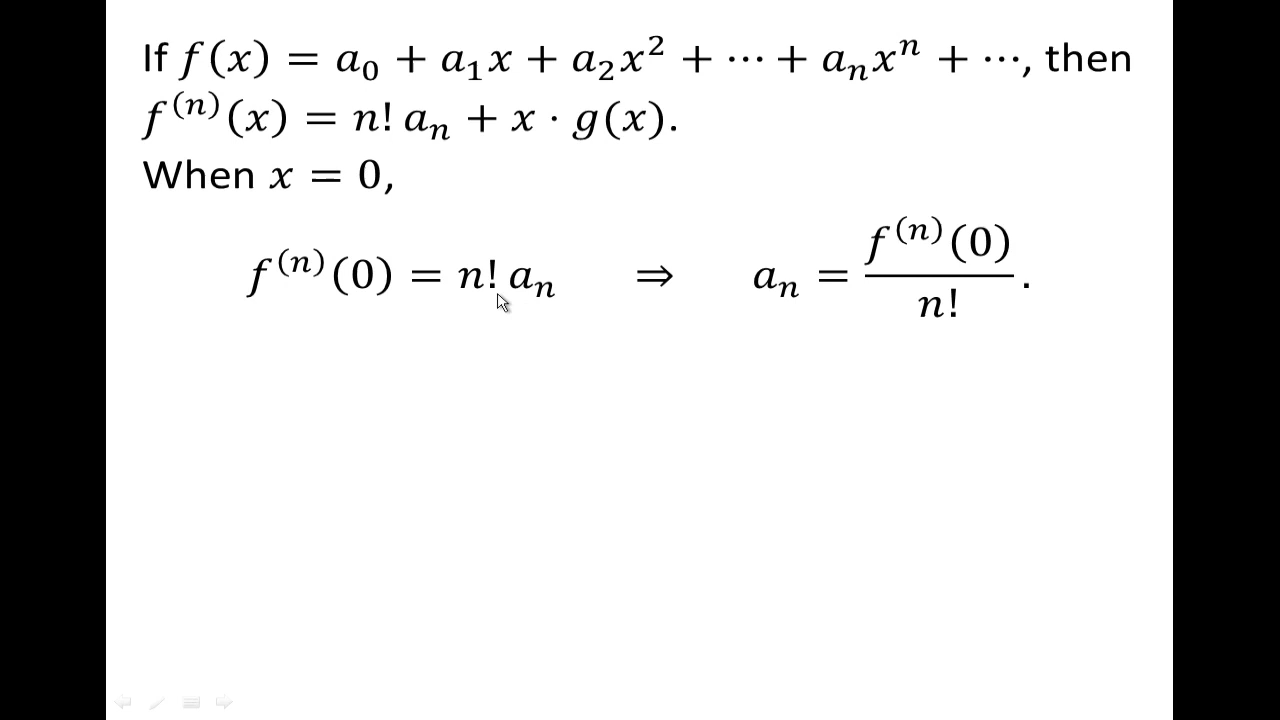 If f(x) = a₀ + a₁x + a₂x² + ⋯ + aₙxⁿ + ⋯, then
f⁽ⁿ⁾(x) = n! aₙ + x · g(x).
When x = 0,
f⁽ⁿ⁾(0) = n! aₙ ⇒ aₙ = f⁽ⁿ⁾(0) / n! .